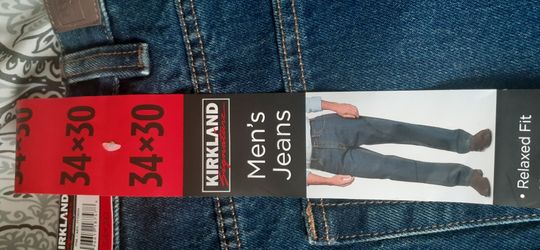 34×30
34×30
34×30
KIRKLAND
Signature
Men's
Jeans
• Relaxed Fit
KIRKLAND